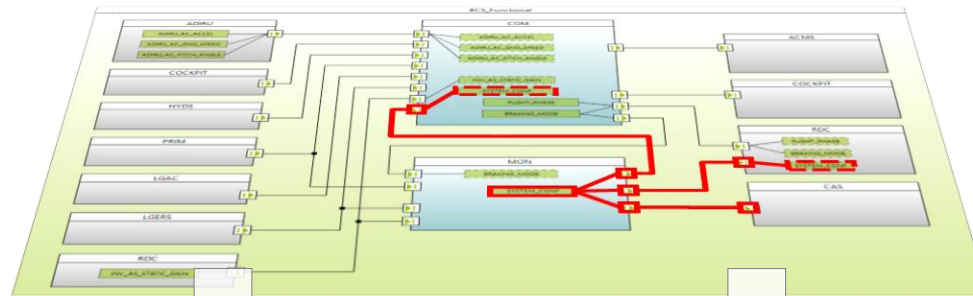 BCS_Functional
ADIRU
ADIRU_AC_ACCEL
ADIRU_AC_GND_SPEED
ADIRU_AC_PITCH_ANGLE
COCKPIT
HYDS
PRIM
LGAC
LGERS
RDC
INV_AS_STATIC_GAIN
COM
ADIRU_AC_ACCEL
ADIRU_AC_GND_SPEED
ADIRU_AC_PITCH_ANGLE
INV_AS_STATIC_GAIN
SYSTEM_CONF
FLIGHT_PHASE
BRAKING_MODE
MON
BRAKING_MODE
SYSTEM_CONF
ACMS
COCKPIT
RDC
FLIGHT_PHASE
BRAKING_MODE
SYSTEM_CONF
CAS